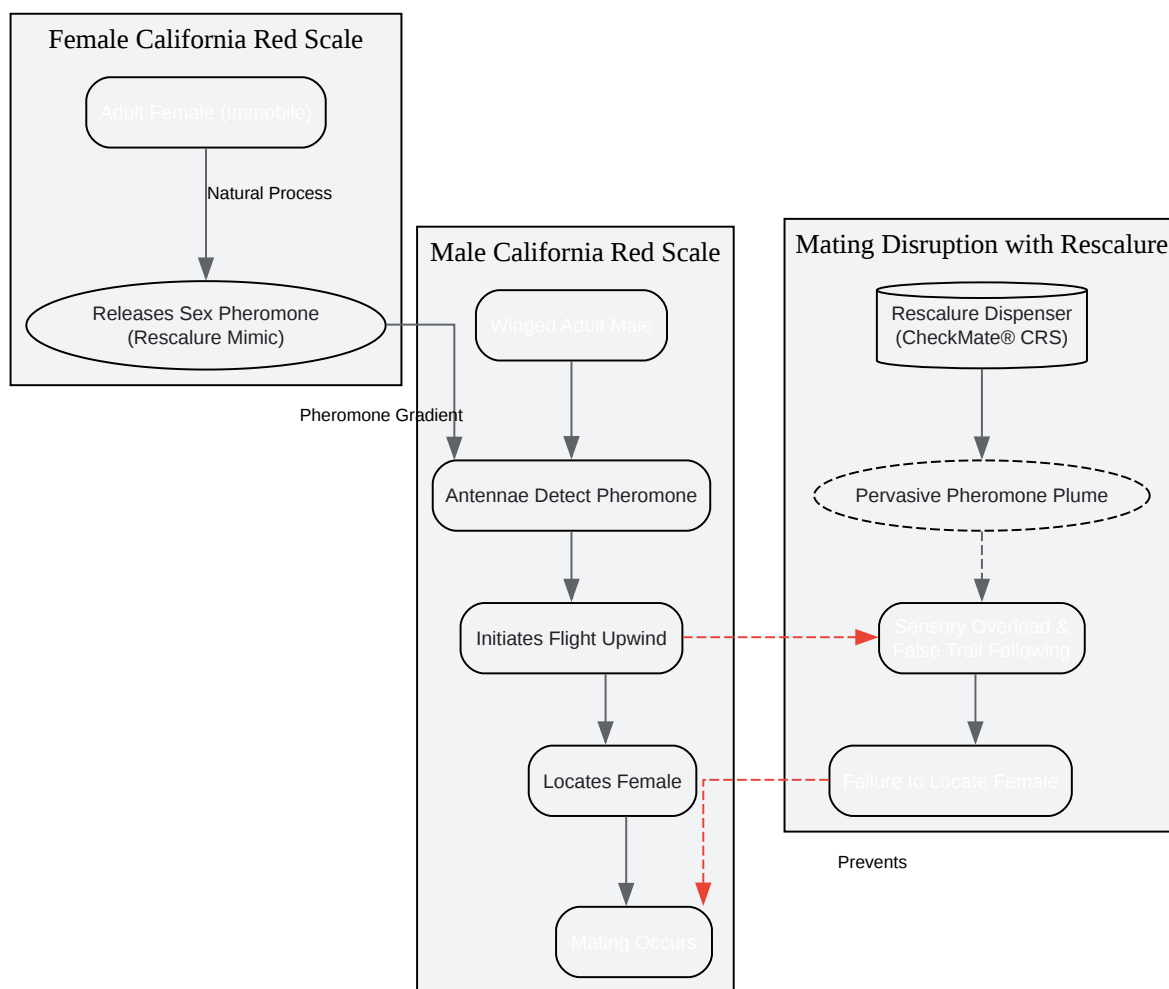 Female California Red Scale
Adult Female (Immobile)
Natural Process
Releases Sex Pheromone
(Rescalure Mimic)
Pheromone Gradient
Male California Red Scale
Winged Adult Male
Antennae Detect Pheromone
Initiates Flight Upwind
Locates Female
Mating Occurs
Mating Disruption with Rescalure
Rescalure Dispenser
(CheckMate® CRS)
Pervasive Pheromone Plume
Sensory Overload &
False Trail Following
Failure to Locate Female
Prevents